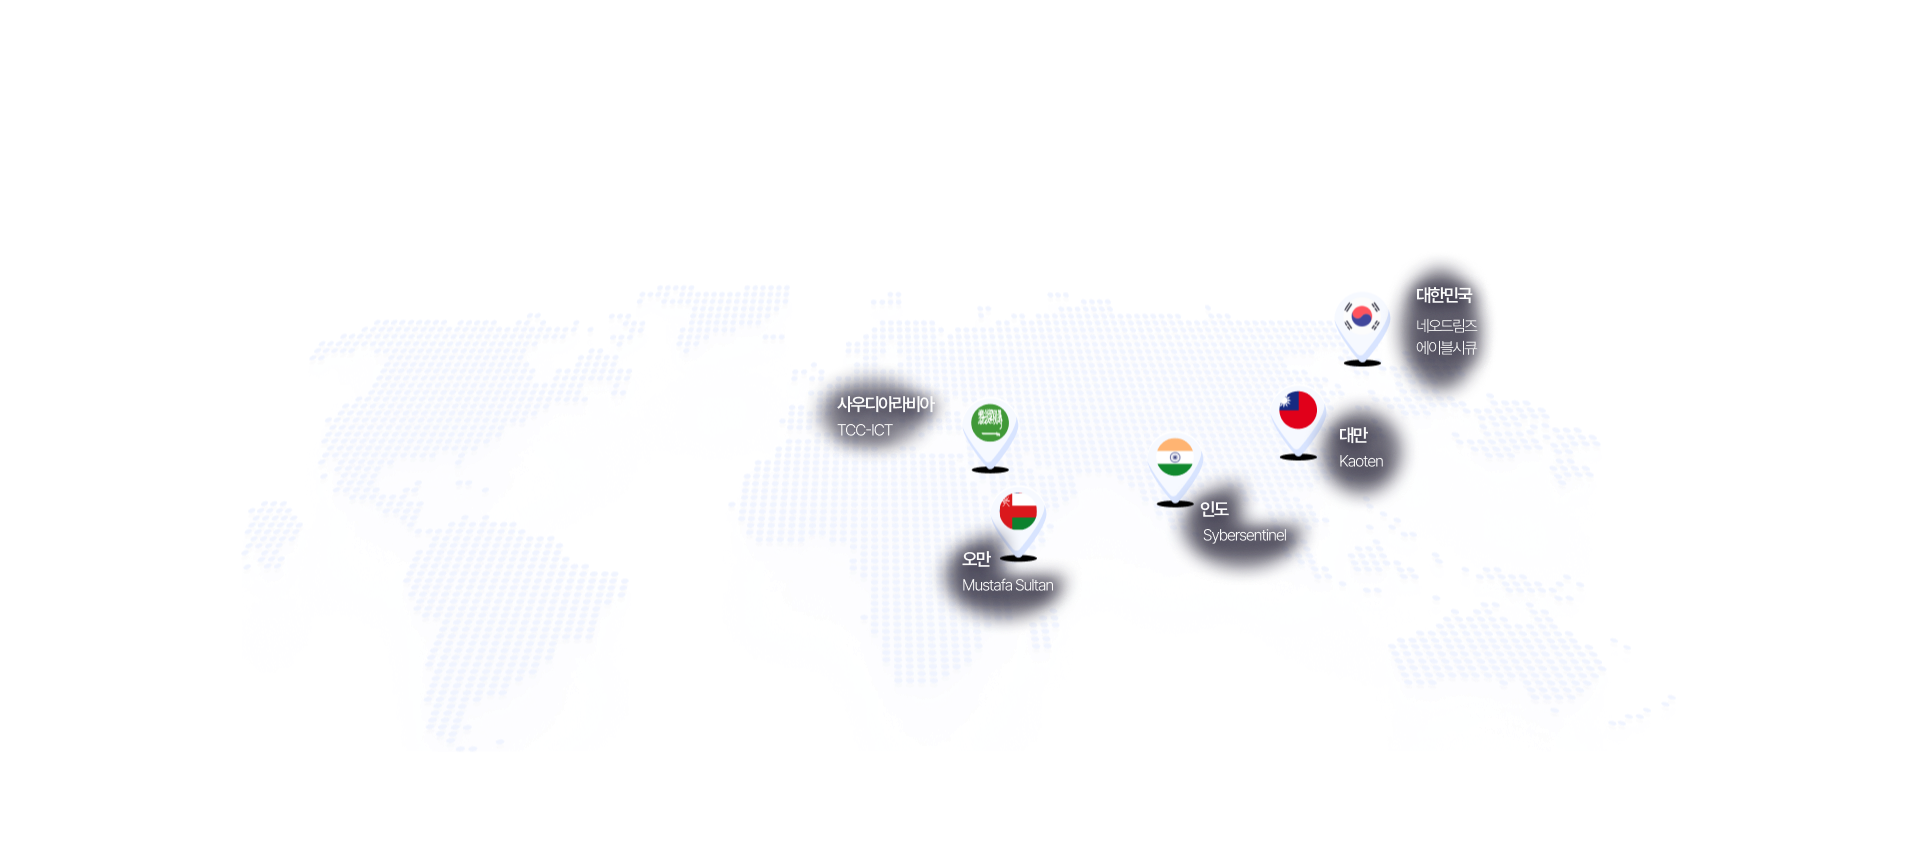 대한민국
네오드림즈
에이블시큐
사우디아라비아
TCC-ICT
대만
Kaoten
인도
Sybersentinel
오만
Mustafa Sultan